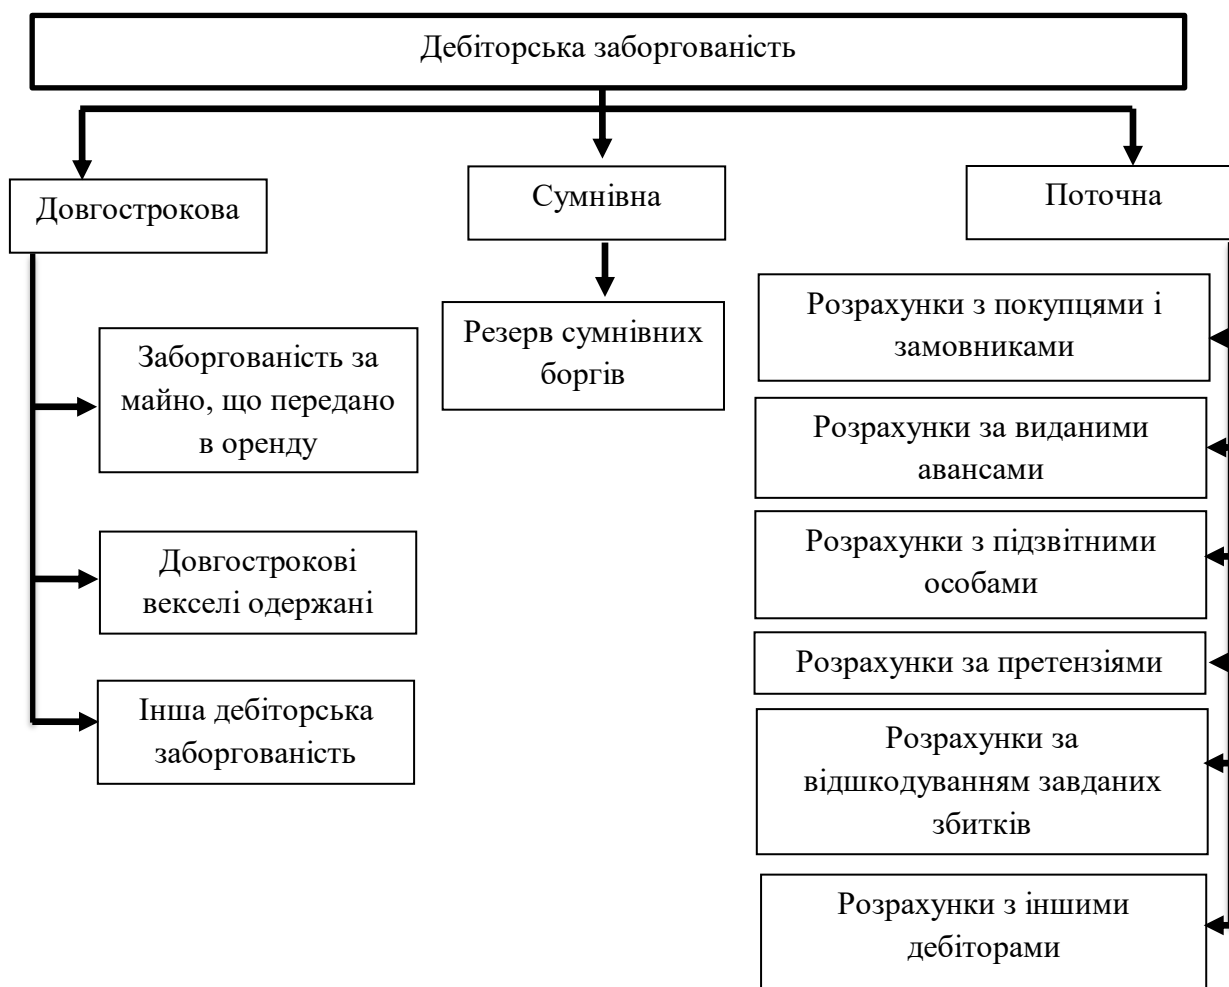 Дебіторська заборгованість
Довгострокова
Сумнівна
Поточна
Заборгованість за
майно, що передано
в оренду
Довгострокові
векселі одержані
Інша дебіторська
заборгованість
Резерв сумнівних
боргів
Розрахунки з покупцями і
замовниками
Розрахунки за виданими
авансами
Розрахунки з підзвітними
особами
Розрахунки за претензіями
Розрахунки за
відшкодуванням завданих
збитків
Розрахунки з іншими
дебіторами